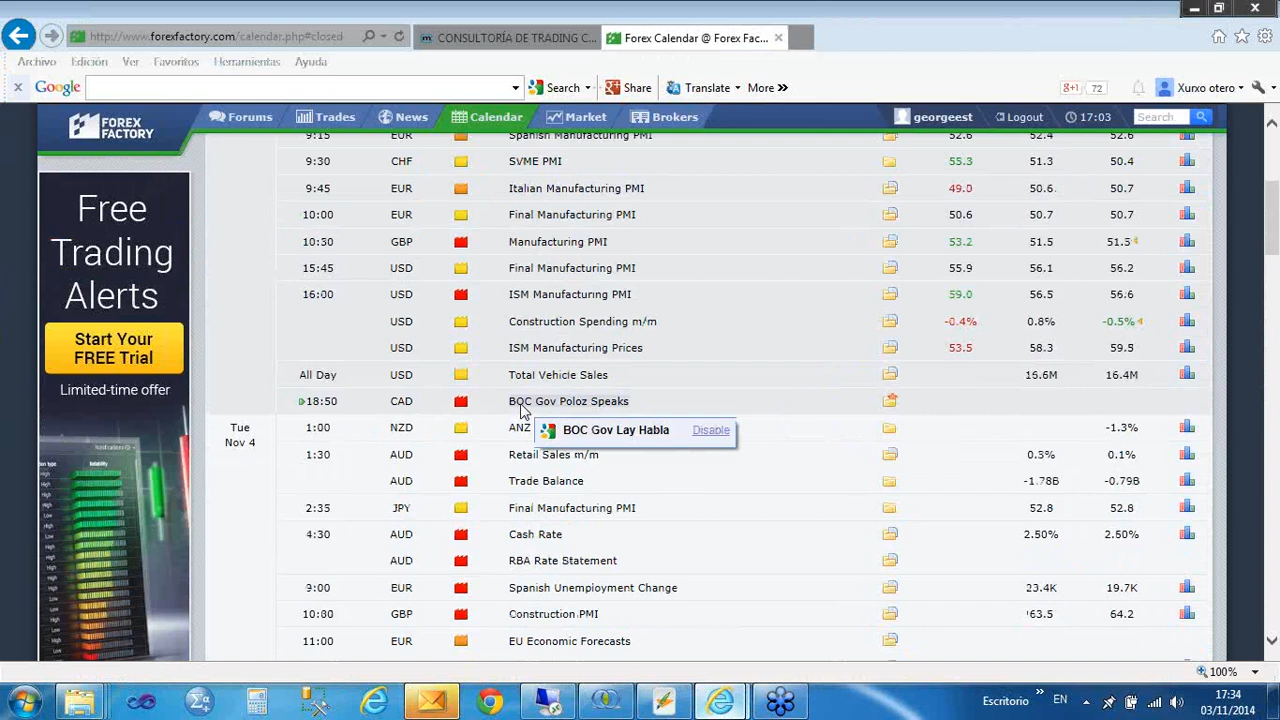 http://www.forexfactory.com/calendar.php#closed
CONSULTORÍA DE TRADING C...
Forex Calendar @ Forex Fac...
Archivo Edición Ver Favoritos Herramientas Ayuda
Google Search Share Translate More » 72 Xurxo otero
FOREX FACTORY
Forums Trades News Calendar Market Brokers georgeest Logout 17:03 Search
9:15 EUR Spanish Manufacturing PMI 52.6 52.4 52.6
9:30 CHF SVME PMI 55.3 51.3 50.4
9:45 EUR Italian Manufacturing PMI 49.0 50.6 50.7
10:00 EUR Final Manufacturing PMI 50.6 50.7 50.7
10:30 GBP Manufacturing PMI 53.2 51.5 51.5
15:45 USD Final Manufacturing PMI 55.9 56.1 56.2
16:00 USD ISM Manufacturing PMI 59.0 56.5 56.6
USD Construction Spending m/m -0.4% 0.8% -0.5%
USD ISM Manufacturing Prices 53.5 58.3 59.5
All Day USD Total Vehicle Sales 16.6M 16.4M
18:50 CAD BOC Gov Poloz Speaks
BOC Gov Lay Habla Disable
Tue
Nov 4
1:00 NZD ANZ -1.3%
1:30 AUD Retail Sales m/m 0.3% 0.1%
AUD Trade Balance -1.78B -0.79B
2:35 JPY Final Manufacturing PMI 52.8 52.8
4:30 AUD Cash Rate 2.50% 2.50%
AUD RBA Rate Statement
9:00 EUR Spanish Unemployment Change 23.4K 19.7K
10:30 GBP Construction PMI 63.5 64.2
11:00 EUR EU Economic Forecasts
Free
Trading
Alerts
Start Your
FREE Trial
Limited-time offer
100%
Escritorio » EN 17:34
03/11/2014